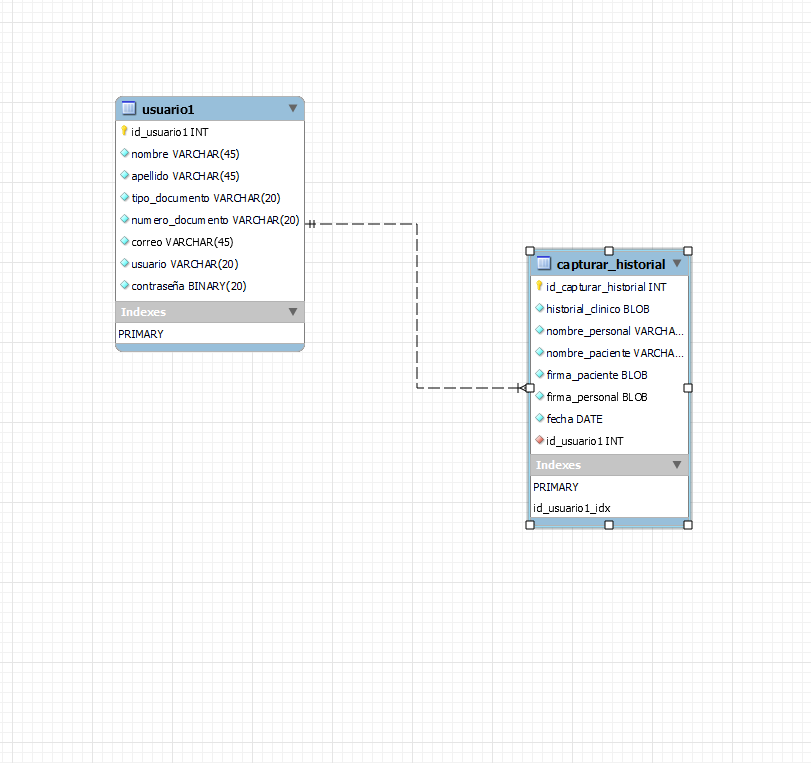 usuario1
id_usuario1 INT
nombre VARCHAR(45)
apellido VARCHAR(45)
tipo_documento VARCHAR(20)
numero_documento VARCHAR(20)
correo VARCHAR(45)
usuario VARCHAR(20)
contraseña BINARY(20)
Indexes
PRIMARY
capturar_historial
id_capturar_historial INT
historial_clinico BLOB
nombre_personal VARCHA...
nombre_paciente VARCHA...
firma_paciente BLOB
firma_personal BLOB
fecha DATE
id_usuario1 INT
Indexes
PRIMARY
id_usuario1_idx